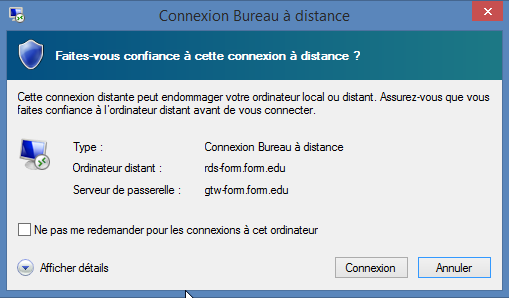 Connexion Bureau à distance
Faites-vous confiance à cette connexion à distance ?
Cette connexion distante peut endommager votre ordinateur local ou distant. Assurez-vous que vous
faites confiance à l'ordinateur distant avant de vous connecter.
Type : Connexion Bureau à distance
Ordinateur distant : rds-form.form.edu
Serveur de passerelle : gtw-form.form.edu
Ne pas me redemander pour les connexions à cet ordinateur
Afficher détails Connexion Annuler